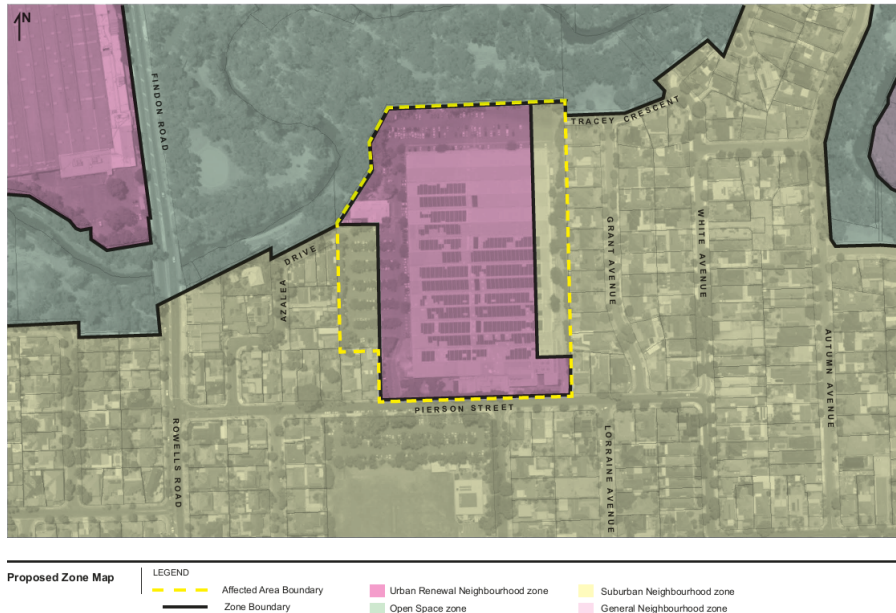 N
FINDON ROAD
TRACEY CRESCENT
GRANT AVENUE
WHITE AVENUE
AZALEA DRIVE
AUTUMN AVENUE
PIERSON STREET
ROWELLS ROAD
LORRAINE AVENUE
Proposed Zone Map
LEGEND
Affected Area Boundary
Zone Boundary
Urban Renewal Neighbourhood zone
Open Space zone
Suburban Neighbourhood zone
General Neighbourhood zone